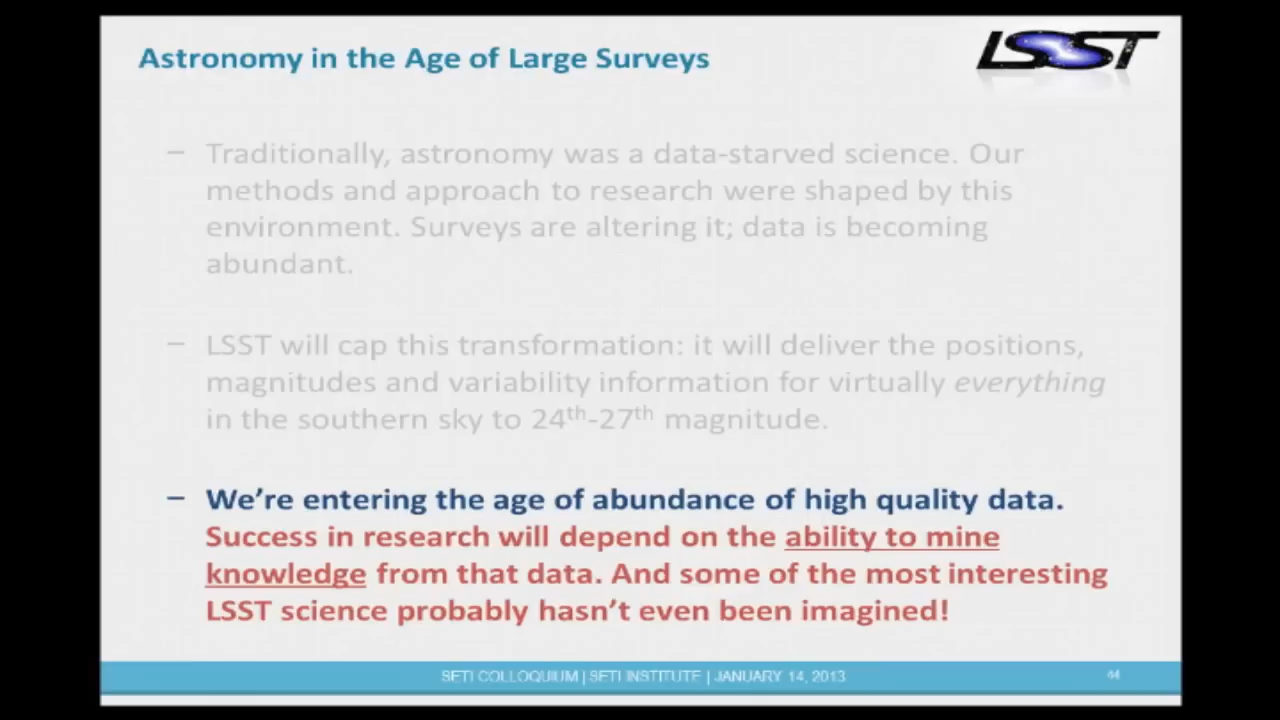 Astronomy in the Age of Large Surveys
LSST
– Traditionally, astronomy was a data-starved science. Our
methods and approach to research were shaped by this
environment. Surveys are altering it; data is becoming
abundant.
– LSST will cap this transformation: it will deliver the positions,
magnitudes and variability information for virtually everything
in the southern sky to 24th-27th magnitude.
– We’re entering the age of abundance of high quality data.
Success in research will depend on the ability to mine
knowledge from that data. And some of the most interesting
LSST science probably hasn’t even been imagined!
SETI COLLOQUIUM | SETI INSTITUTE | JANUARY 14, 2013
44